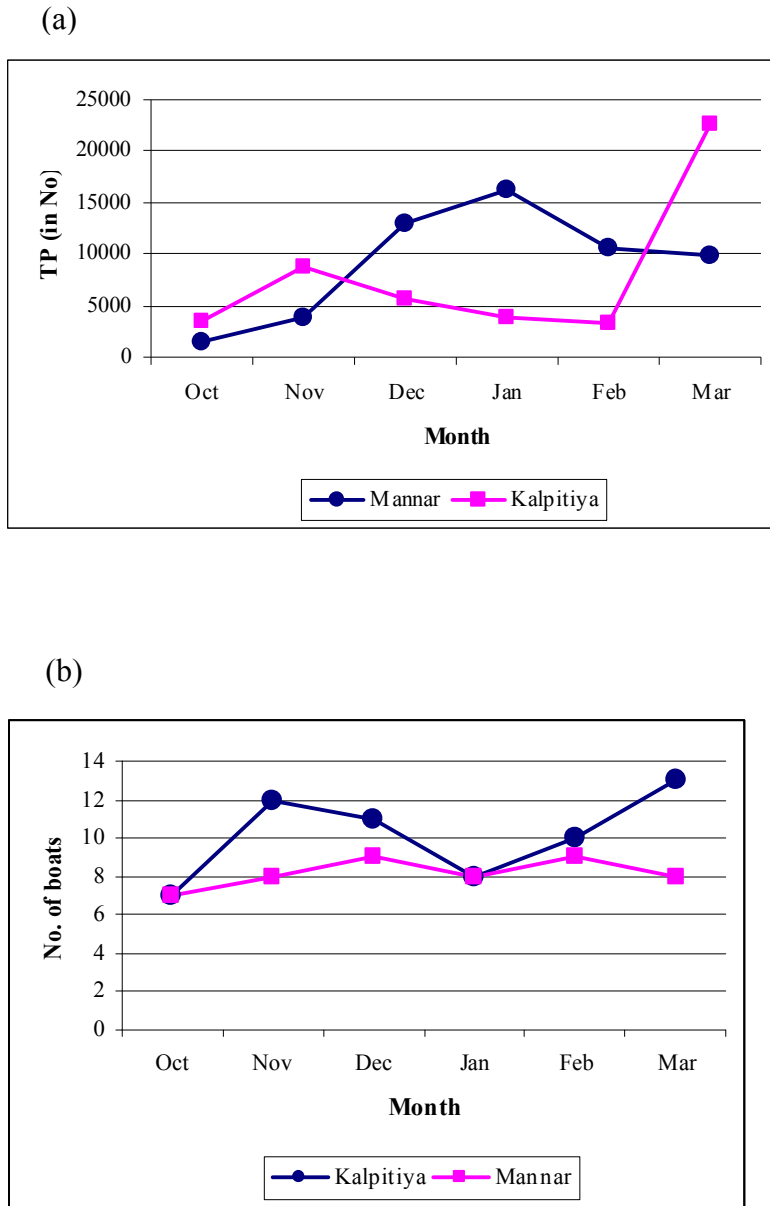 (a)
25000
20000
15000
10000
5000
0
TP (in No)
Oct Nov Dec Jan Feb Mar
Month
Mannar Kalpitiya
(b)
14
12
10
8
6
4
2
0
No. of boats
Oct Nov Dec Jan Feb Mar
Month
Kalpitiya Mannar